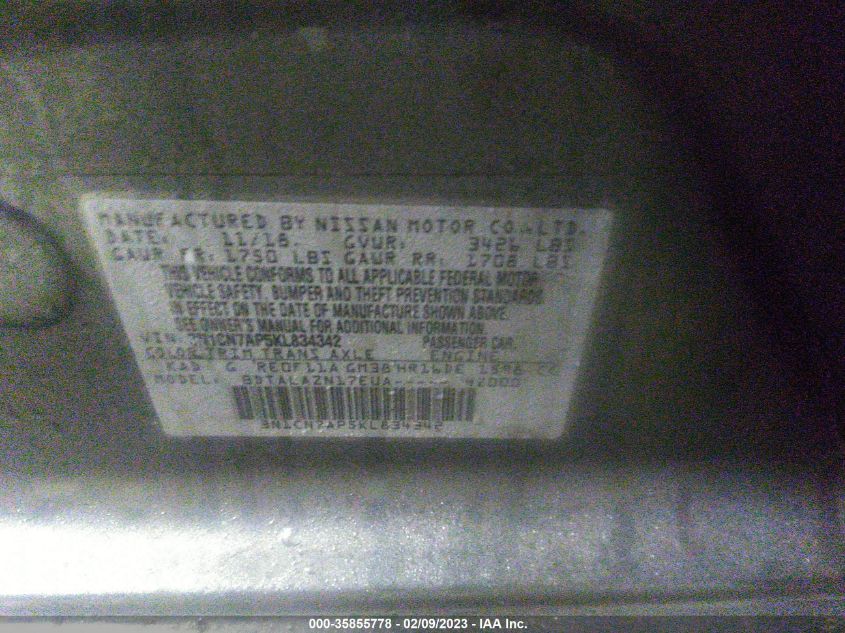 MANUFACTURED BY NISSAN MOTOR CO.,LTD.
DATE: 11/18. GVWR: 3426 LBS
GAWR FR: 1750 LBS GAWR RR: 1708 LBS
THIS VEHICLE CONFORMS TO ALL APPLICABLE FEDERAL MOTOR
VEHICLE SAFETY, BUMPER AND THEFT PREVENTION STANDARDS
IN EFFECT ON THE DATE OF MANUFACTURE SHOWN ABOVE.
SEE OWNER'S MANUAL FOR ADDITIONAL INFORMATION.
VIN: 3N1CN7AP5KL834342 PASSENGER CAR
COLOR TRIM TRANS AXLE ENGINE
KAD G RE0F11A GM38 HR16DE 1598 CC
MODEL: BDTALAZN17EUA----- 42000
3N1CN7AP5KL834342
000-35855778 - 02/09/2023 - IAA Inc.